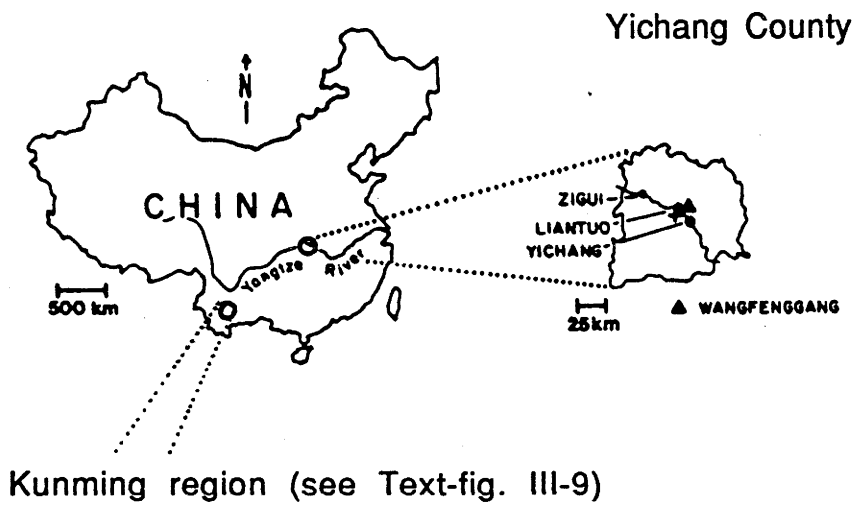 Yichang County
N
CHINA
ZIGUI
LIANTUO
YICHANG
Yangtze River
500 km
25km
WANGFENGGANG
Kunming region (see Text-fig. III-9)